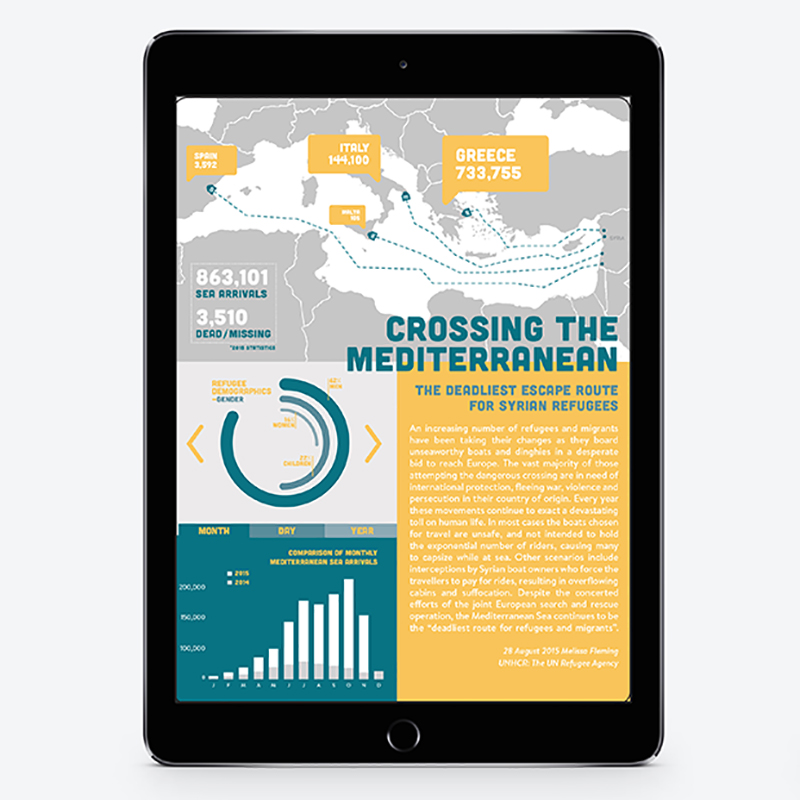 SPAIN
3,592
ITALY
144,100
GREECE
733,755
MALTA
105
SYRIA
863,101
SEA ARRIVALS
3,510
DEAD/MISSING
*2015 STATISTICS
CROSSING THE
MEDITERRANEAN
THE DEADLIEST ESCAPE ROUTE
FOR SYRIAN REFUGEES
REFUGEE
DEMOGRAPHICS
-GENDER
62%
MEN
16%
WOMEN
22%
CHILDREN
An increasing number of refugees and migrants
have been taking their changes as they board
unseaworthy boats and dinghies in a desperate
bid to reach Europe. The vast majority of those
attempting the dangerous crossing are in need of
international protection, fleeing war, violence and
persecution in their country of origin. Every year
these movements continue to exact a devastating
toll on human life. In most cases the boats chosen
for travel are unsafe, and not intended to hold
the exponential number of riders, causing many
to capsize while at sea. Other scenarios include
interceptions by Syrian boat owners who force the
travellers to pay for rides, resulting in overflowing
cabins and suffocation. Despite the concerted
efforts of the joint European search and rescue
operation, the Mediterranean Sea continues to be
the "deadliest route for refugees and migrants".
28 August 2015 Melissa Fleming
UNHCR: The UN Refugee Agency
MONTH DAY YEAR
COMPARISON OF MONTHLY
MEDITERRANEAN SEA ARRIVALS
2015
2014
200,000
150,000
100,000
0
J F M A M J J A S O N D